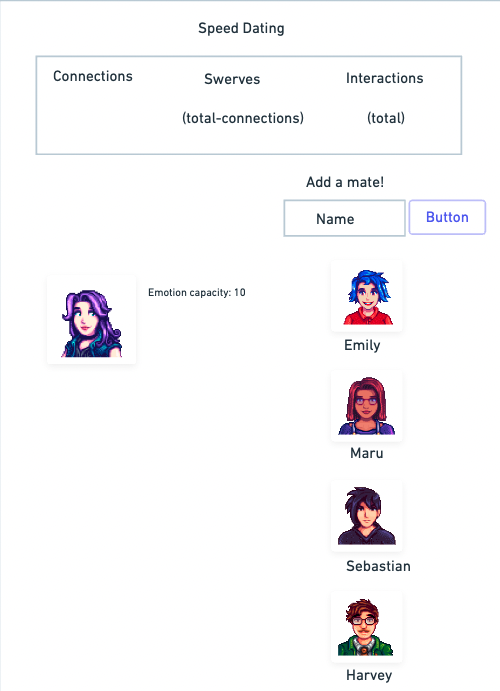 Speed Dating
Connections Swerves Interactions
(total-connections) (total)
Add a mate!
Name Button
Emotion capacity: 10
Emily
Maru
Sebastian
Harvey